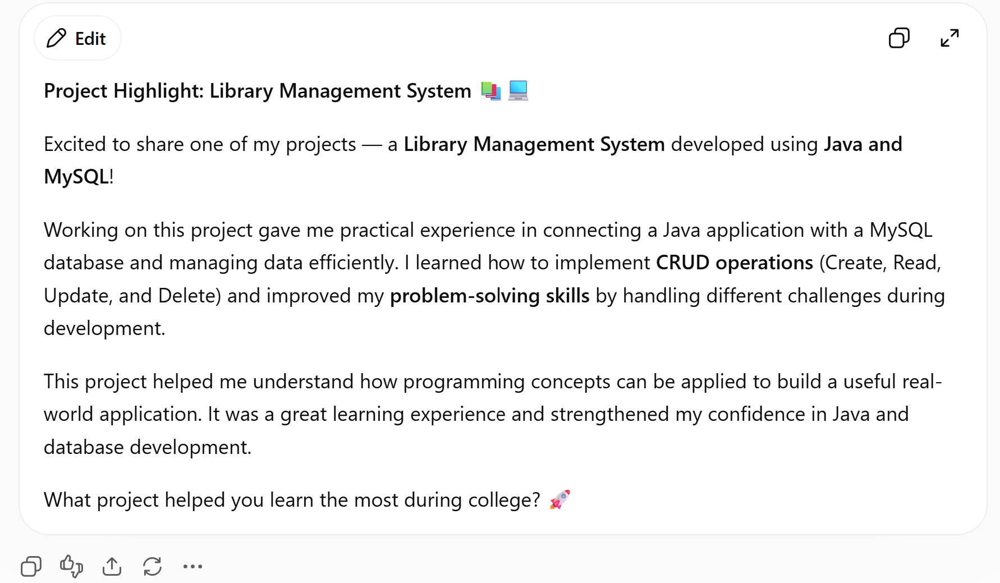 Edit
Project Highlight: Library Management System 📚 💻
Excited to share one of my projects — a Library Management System developed using Java and
MySQL!
Working on this project gave me practical experience in connecting a Java application with a MySQL
database and managing data efficiently. I learned how to implement CRUD operations (Create, Read,
Update, and Delete) and improved my problem-solving skills by handling different challenges during
development.
This project helped me understand how programming concepts can be applied to build a useful real-
world application. It was a great learning experience and strengthened my confidence in Java and
database development.
What project helped you learn the most during college? 🚀